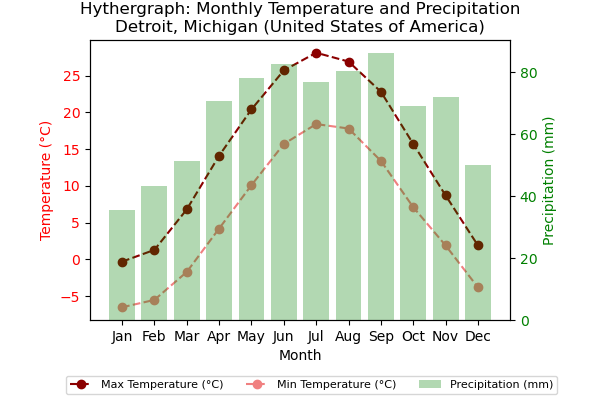 Hythergraph: Monthly Temperature and Precipitation
Detroit, Michigan (United States of America)
Temperature (°C)
25
20
15
10
5
0
−5
80
60
40
20
0
Precipitation (mm)
Jan Feb Mar Apr May Jun Jul Aug Sep Oct Nov Dec
Month
Max Temperature (°C) Min Temperature (°C) Precipitation (mm)